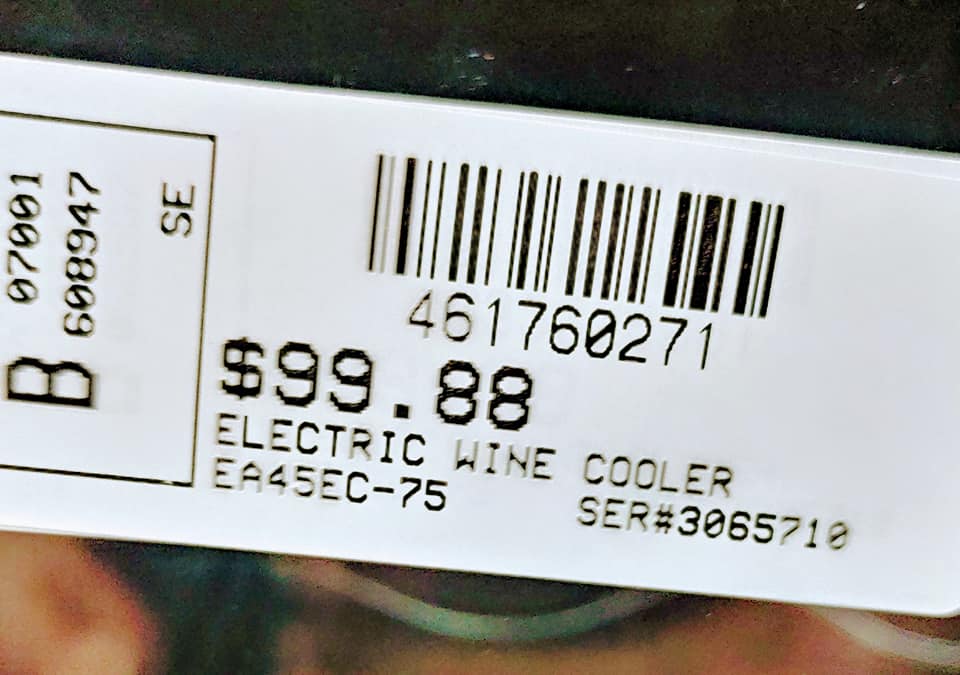 07001
608947
SE
B
461760271
$99.88
ELECTRIC WINE COOLER
EA45EC-75 SER#3065710